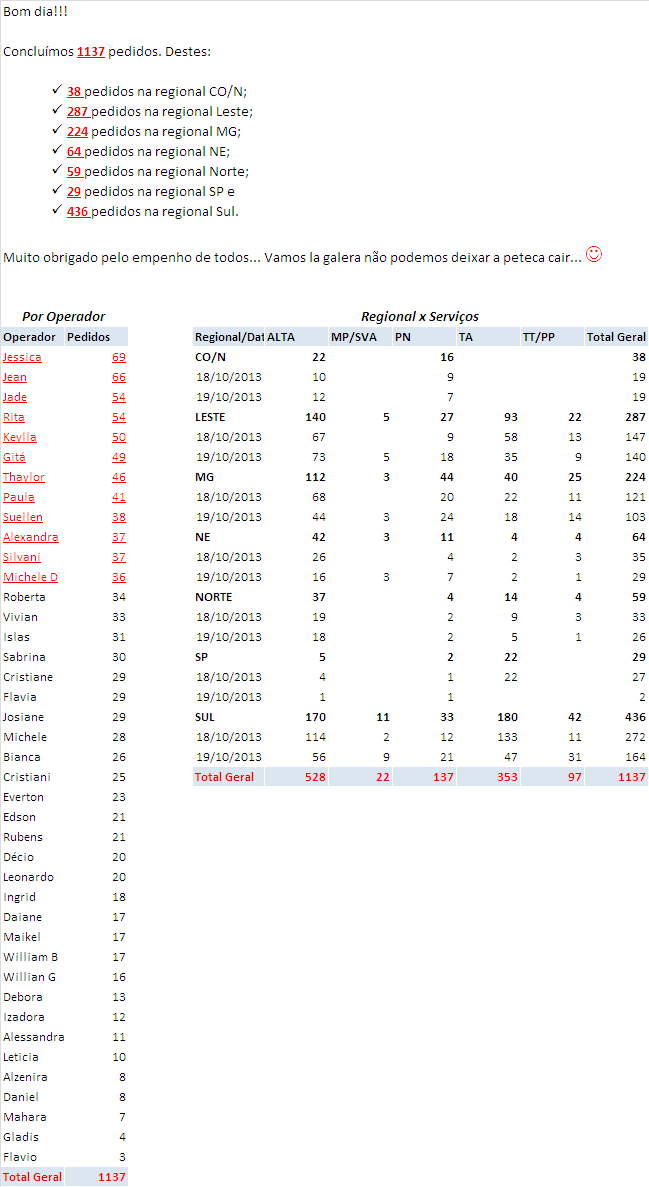 Bom dia!!!
Concluímos 1137 pedidos. Destes:
✓ 38 pedidos na regional CO/N;
✓ 287 pedidos na regional Leste;
✓ 224 pedidos na regional MG;
✓ 64 pedidos na regional NE;
✓ 59 pedidos na regional Norte;
✓ 29 pedidos na regional SP e
✓ 436 pedidos na regional Sul.
Muito obrigado pelo empenho de todos... Vamos la galera não podemos deixar a peteca cair...
Por Operador
Operador Pedidos
Jessica 69
Jean 66
Jade 54
Rita 54
Keylla 50
Gitá 49
Thaylor 46
Paula 41
Suellen 38
Alexandra 37
Silvani 37
Michele D 36
Roberta 34
Vivian 33
Islas 31
Sabrina 30
Cristiane 29
Flavia 29
Josiane 29
Michele 28
Bianca 26
Cristiani 25
Everton 23
Edson 21
Rubens 21
Décio 20
Leonardo 20
Ingrid 18
Daiane 17
Maikel 17
William B 17
Willian G 16
Debora 13
Izadora 12
Alessandra 11
Leticia 10
Alzenira 8
Daniel 8
Mahara 7
Gladis 4
Flavio 3
Total Geral 1137
Regional x Serviços
Regional/Dat ALTA MP/SVA PN TA TT/PP Total Geral
CO/N 22 16 38
18/10/2013 10 9 19
19/10/2013 12 7 19
LESTE 140 5 27 93 22 287
18/10/2013 67 9 58 13 147
19/10/2013 73 5 18 35 9 140
MG 112 3 44 40 25 224
18/10/2013 68 20 22 11 121
19/10/2013 44 3 24 18 14 103
NE 42 3 11 4 4 64
18/10/2013 26 4 2 3 35
19/10/2013 16 3 7 2 1 29
NORTE 37 4 14 4 59
18/10/2013 19 2 9 3 33
19/10/2013 18 2 5 1 26
SP 5 2 22 29
18/10/2013 4 1 22 27
19/10/2013 1 1 2
SUL 170 11 33 180 42 436
18/10/2013 114 2 12 133 11 272
19/10/2013 56 9 21 47 31 164
Total Geral 528 22 137 353 97 1137